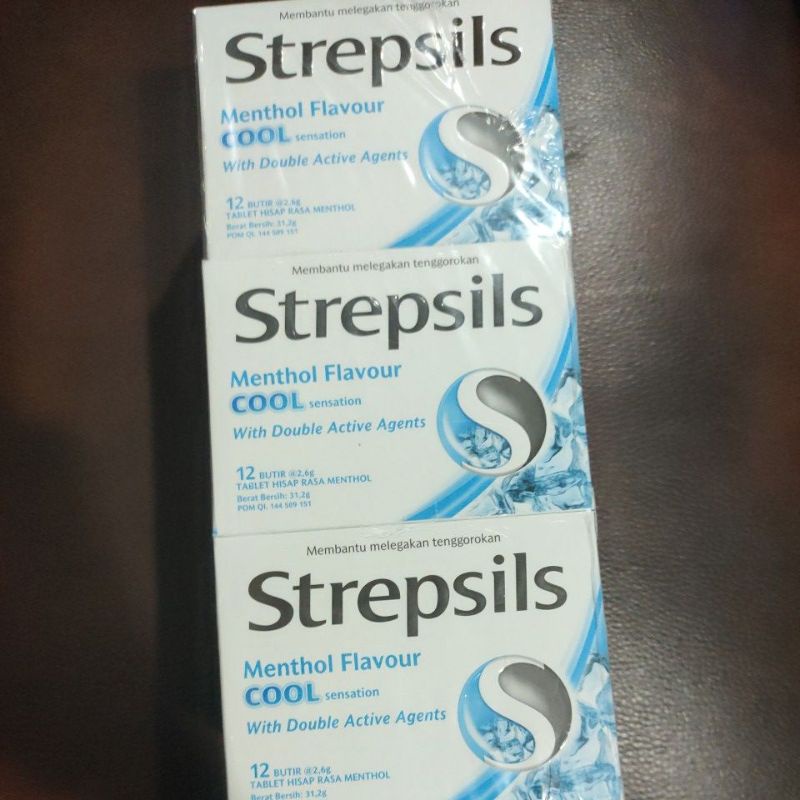 Membantu melegakan tenggorokan
Strepsils
Menthol Flavour
COOL sensation
With Double Active Agents
12 BUTIR @2,6g
TABLET HISAP RASA MENTHOL
Berat Bersih: 31,2g
POM QI. 144 509 151
Membantu melegakan tenggorokan
Strepsils
Menthol Flavour
COOL sensation
With Double Active Agents
12 BUTIR @2,6g
TABLET HISAP RASA MENTHOL
Berat Bersih: 31,2g
POM QI. 144 509 151
Membantu melegakan tenggorokan
Strepsils
Menthol Flavour
COOL sensation
With Double Active Agents
12 BUTIR @2,6g
TABLET HISAP RASA MENTHOL
Berat Bersih: 31,2g